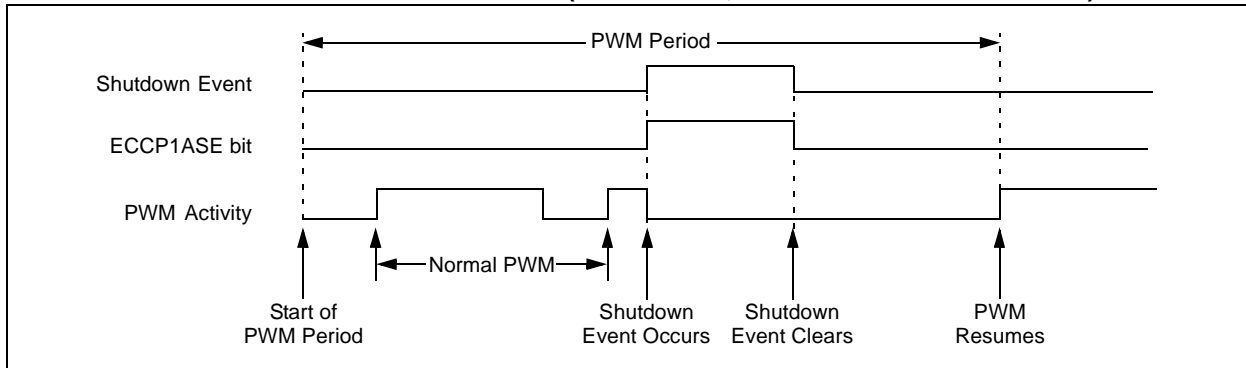 PWM Period
Shutdown Event
ECCP1ASE bit
PWM Activity
Normal PWM
Start of
PWM Period
Shutdown
Event Occurs
Shutdown
Event Clears
PWM
Resumes